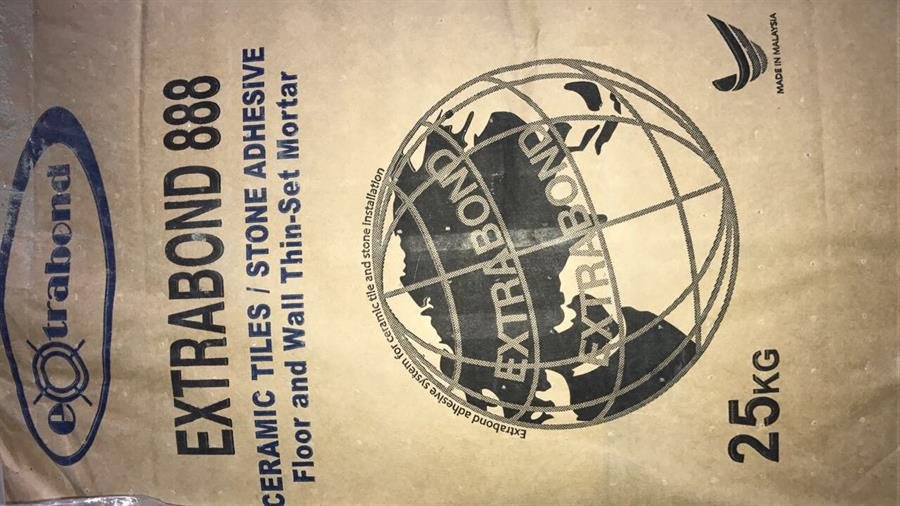 extrabond
EXTRABOND 888
CERAMIC TILES / STONE ADHESIVE
Floor and Wall Thin-Set Mortar
Extrabond adhesive system for ceramic tile and stone installation
EXTRABOND
EXTRABOND
25KG
MADE IN MALAYSIA